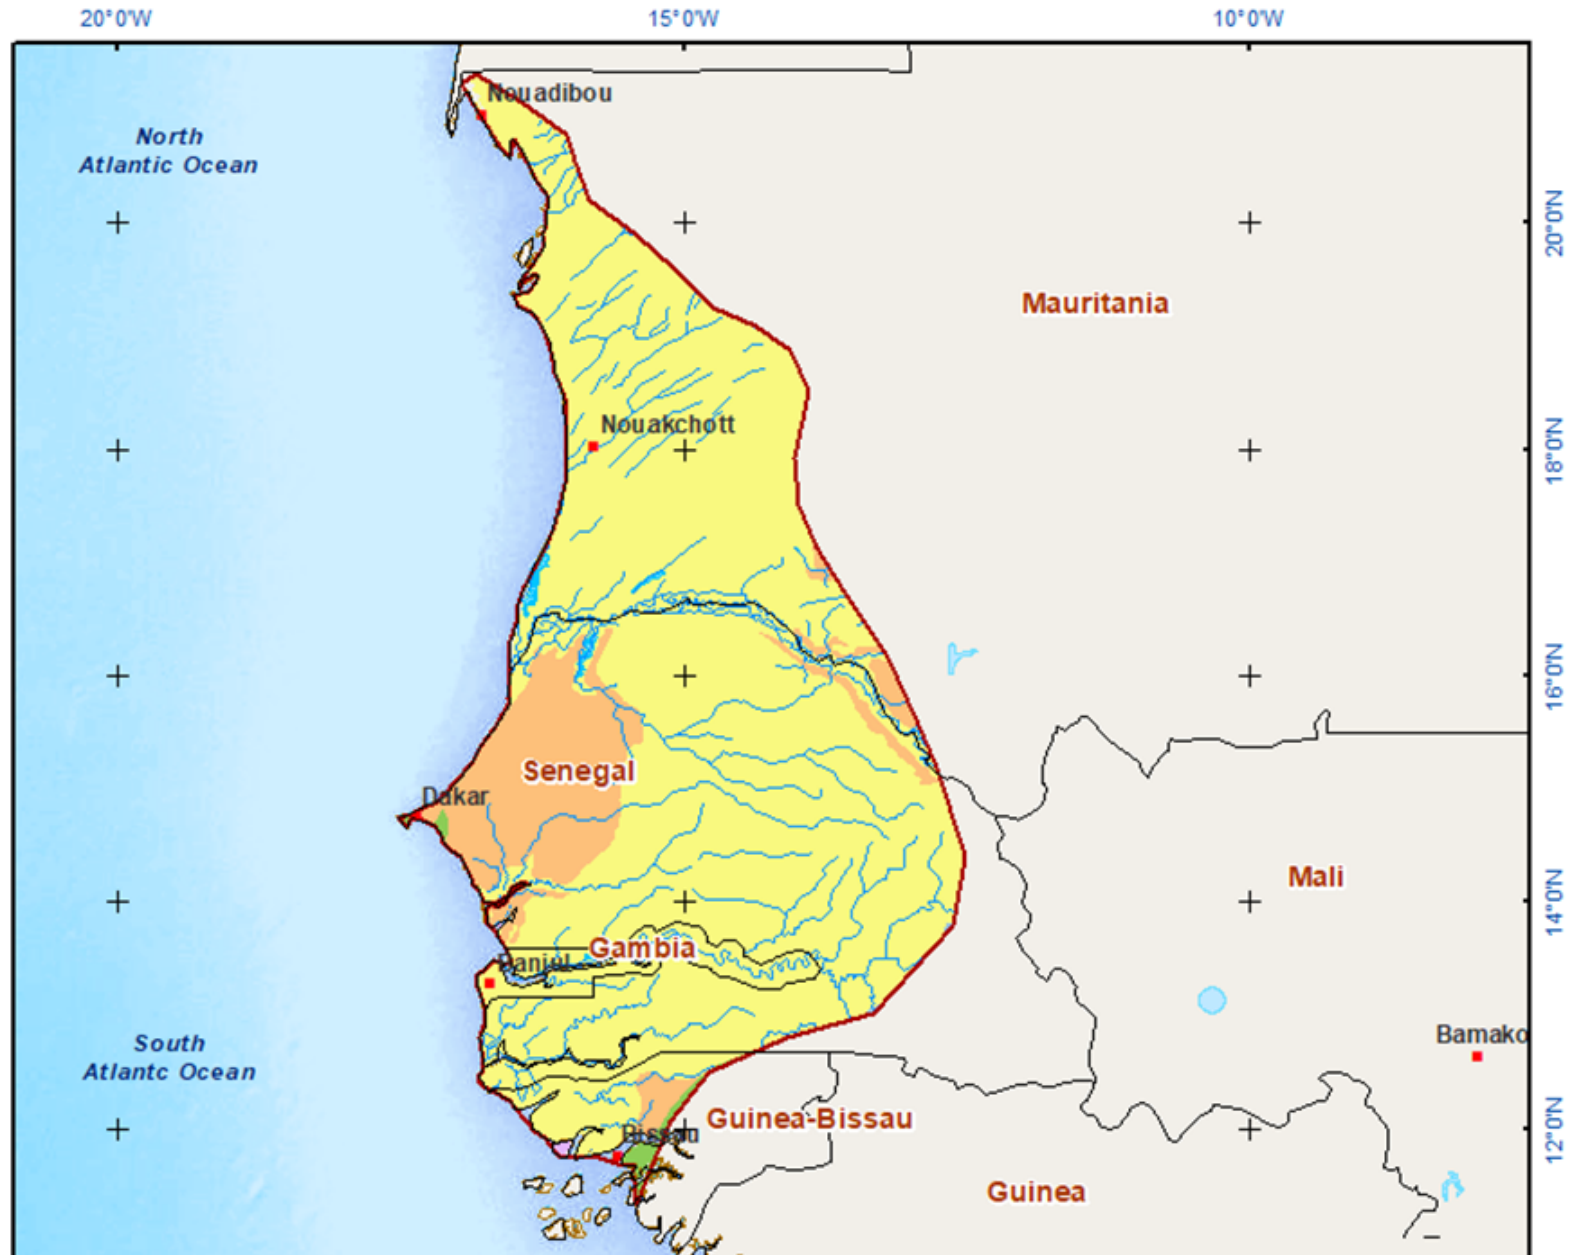 20°0'W 15°0'W 10°0'W
Nouadibou
North
Atlantic Ocean
20°0'N
Mauritania
Nouakchott
18°0'N
16°0'N
Senegal
Dakar
Mali
14°0'N
Gambia
Banjul
South
Atlantc Ocean
Bamako
Guinea-Bissau
Bissau
12°0'N
Guinea